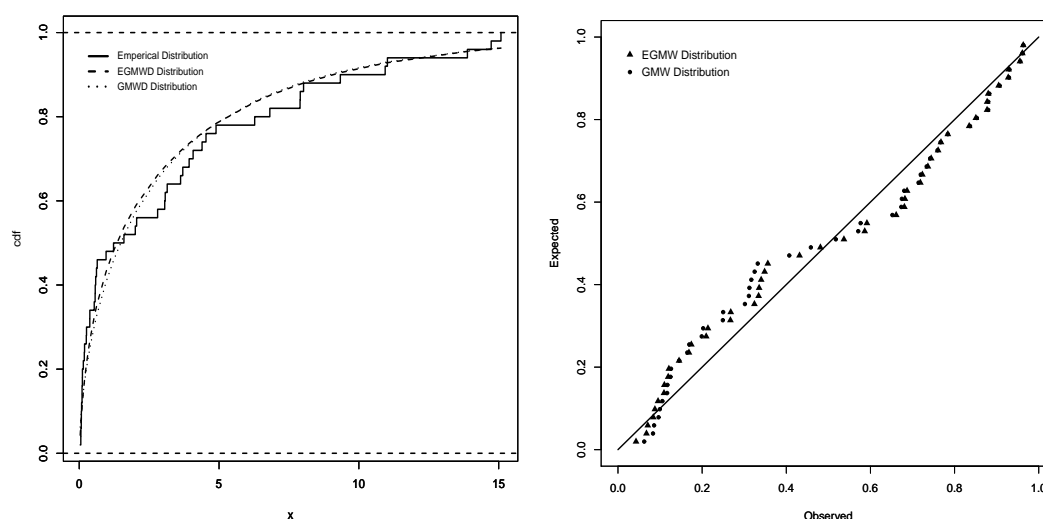 Emperical Distribution
EGMWD Distribution
GMWD Distribution
cdf
1.0
0.8
0.6
0.4
0.2
0.0
0 5 10 15
x
EGMW Distribution
GMW Distribution
Expected
1.0
0.8
0.6
0.4
0.2
0.0
0.0 0.2 0.4 0.6 0.8 1.0
Observed